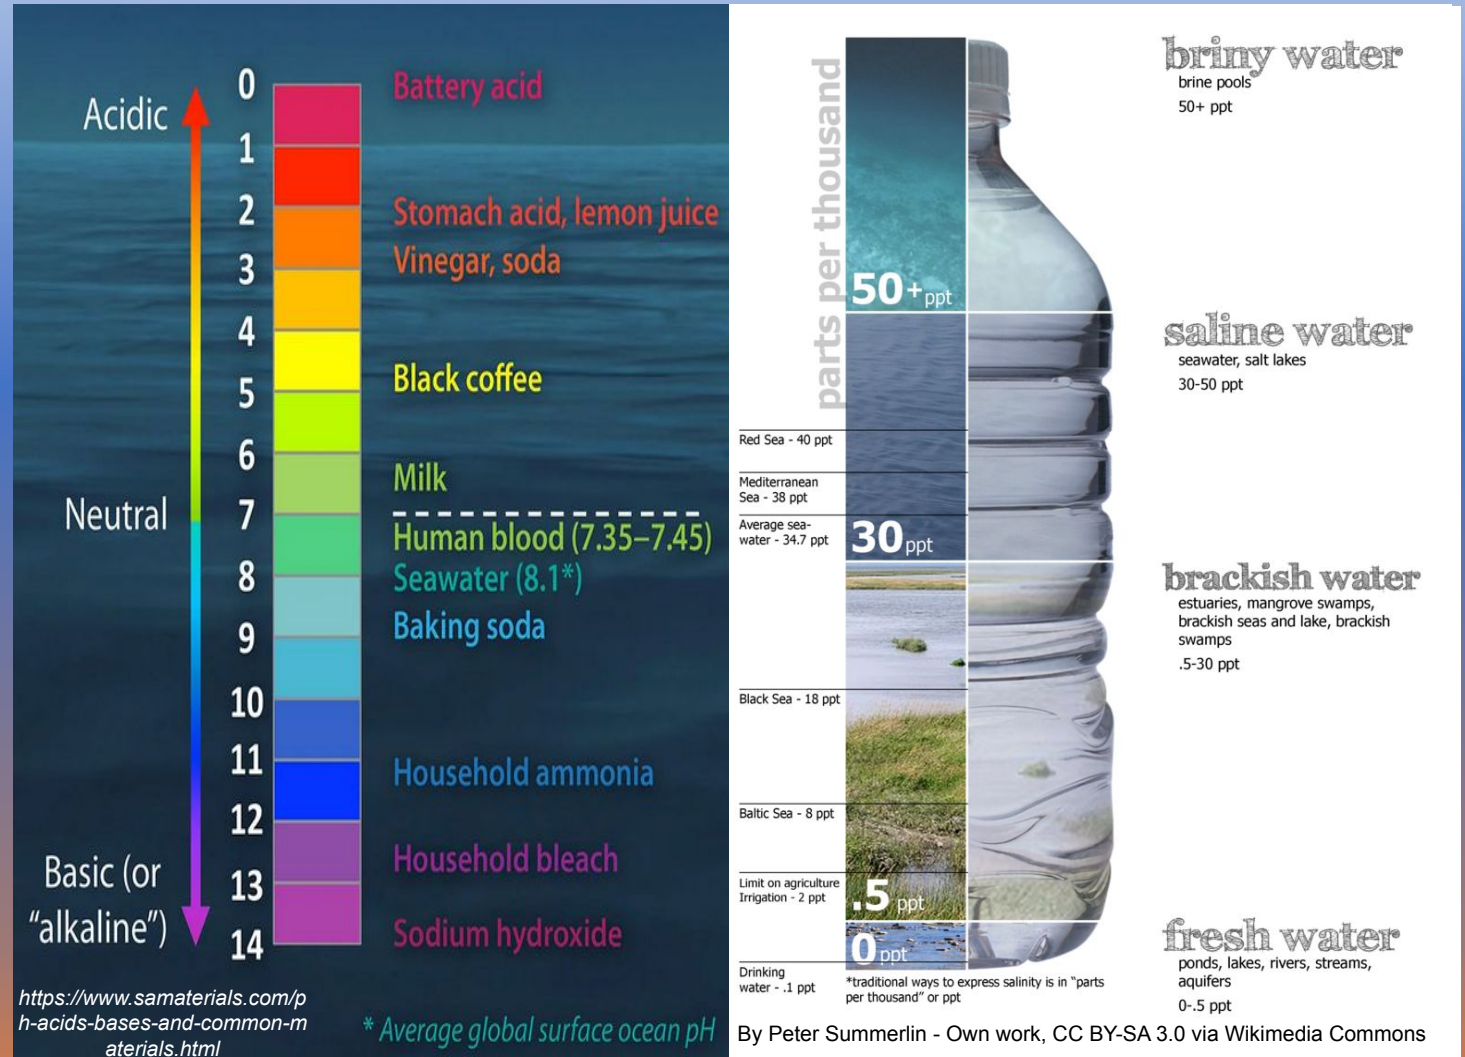 0
Acidic
1
2
3
4
5
6
Neutral
7
8
9
10
11
12
Basic (or
“alkaline”)
13
14
Battery acid
Stomach acid, lemon juice
Vinegar, soda
Black coffee
Milk
Human blood (7.35–7.45)
Seawater (8.1*)
Baking soda
Household ammonia
Household bleach
Sodium hydroxide
https://www.samaterials.com/p
h-acids-bases-and-common-m
aterials.html
* Average global surface ocean pH
parts per thousand
50+ppt
Red Sea - 40 ppt
Mediterranean
Sea - 38 ppt
Average sea-
water - 34.7 ppt
30 ppt
Black Sea - 18 ppt
Baltic Sea - 8 ppt
Limit on agriculture
Irrigation - 2 ppt
.5 ppt
0 ppt
Drinking
water - .1 ppt
*traditional ways to express salinity is in "parts
per thousand" or ppt
briny water
brine pools
50+ ppt
saline water
seawater, salt lakes
30-50 ppt
brackish water
estuaries, mangrove swamps,
brackish seas and lake, brackish
swamps
.5-30 ppt
fresh water
ponds, lakes, rivers, streams,
aquifers
0-.5 ppt
By Peter Summerlin - Own work, CC BY-SA 3.0 via Wikimedia Commons